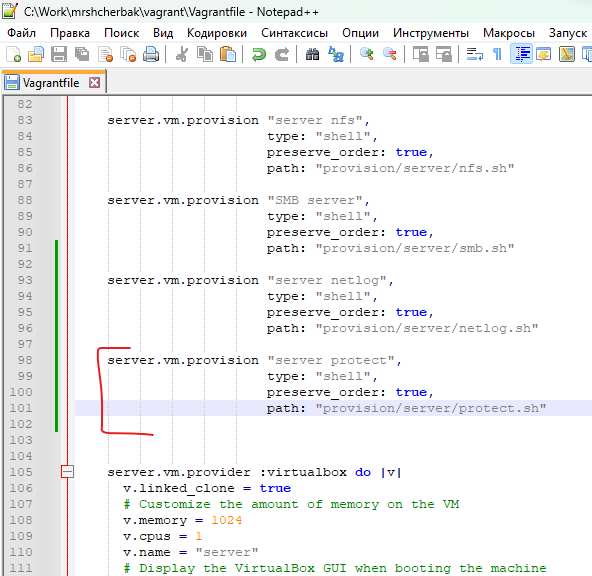 C:\Work\mrshcherbak\vagrant\Vagrantfile - Notepad++
Файл Правка Поиск Вид Кодировки Синтаксисы Опции Инструменты Макросы Запуск
Vagrantfile
82
83 server.vm.provision "server nfs",
84 type: "shell",
85 preserve_order: true,
86 path: "provision/server/nfs.sh"
87
88 server.vm.provision "SMB server",
89 type: "shell",
90 preserve_order: true,
91 path: "provision/server/smb.sh"
92
93 server.vm.provision "server netlog",
94 type: "shell",
95 preserve_order: true,
96 path: "provision/server/netlog.sh"
97
98 server.vm.provision "server protect",
99 type: "shell",
100 preserve_order: true,
101 path: "provision/server/protect.sh"
102
103
104
105 server.vm.provider :virtualbox do |v|
106 v.linked_clone = true
107 # Customize the amount of memory on the VM
108 v.memory = 1024
109 v.cpus = 1
110 v.name = "server"
111 # Display the VirtualBox GUI when booting the machine